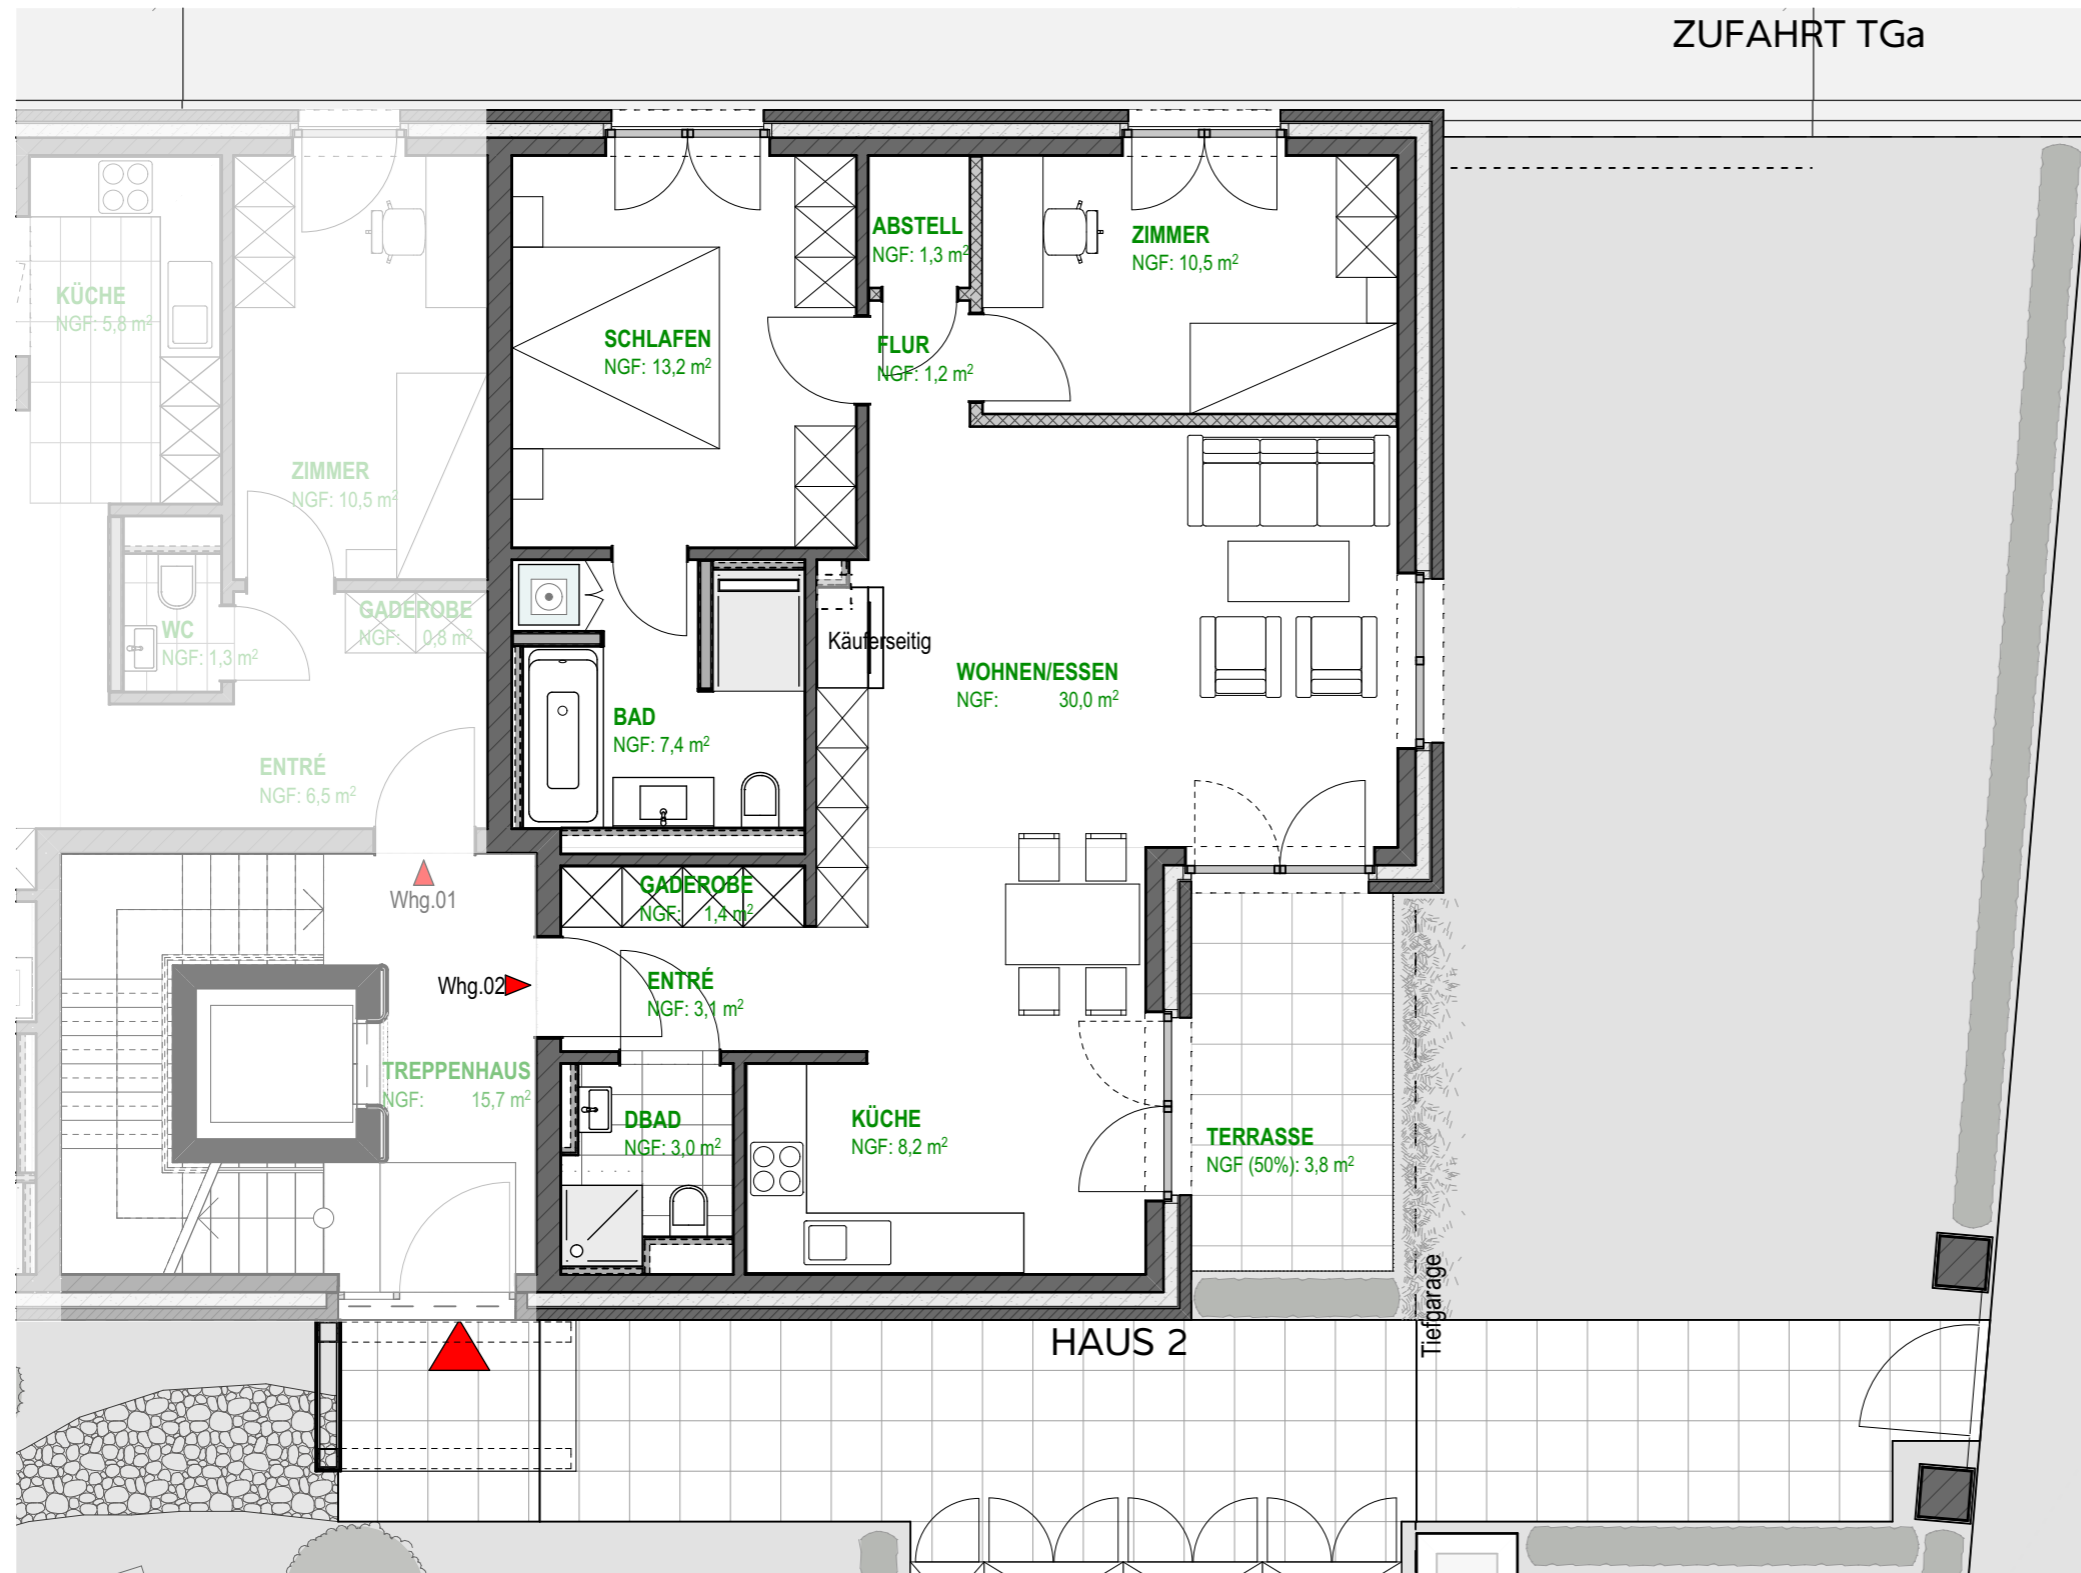 ZUFAHRT TGa
ABSTELL
NGF: 1,3 m²
ZIMMER
NGF: 10,5 m²
KÜCHE
NGF: 5,8 m²
SCHLAFEN
NGF: 13,2 m²
FLUR
NGF: 1,2 m²
ZIMMER
NGF: 10,5 m²
GADEROBE
NGF: 0,8 m²
WC
NGF: 1,3 m²
Käuferseitig
WOHNEN/ESSEN
NGF: 30,0 m²
BAD
NGF: 7,4 m²
ENTRÉ
NGF: 6,5 m²
Whg.01
GADEROBE
NGF: 1,4 m²
Whg.02
ENTRÉ
NGF: 3,1 m²
TREPPENHAUS
NGF: 15,7 m²
DBAD
NGF: 3,0 m²
KÜCHE
NGF: 8,2 m²
TERRASSE
NGF (50%): 3,8 m²
Tiefgarage
HAUS 2